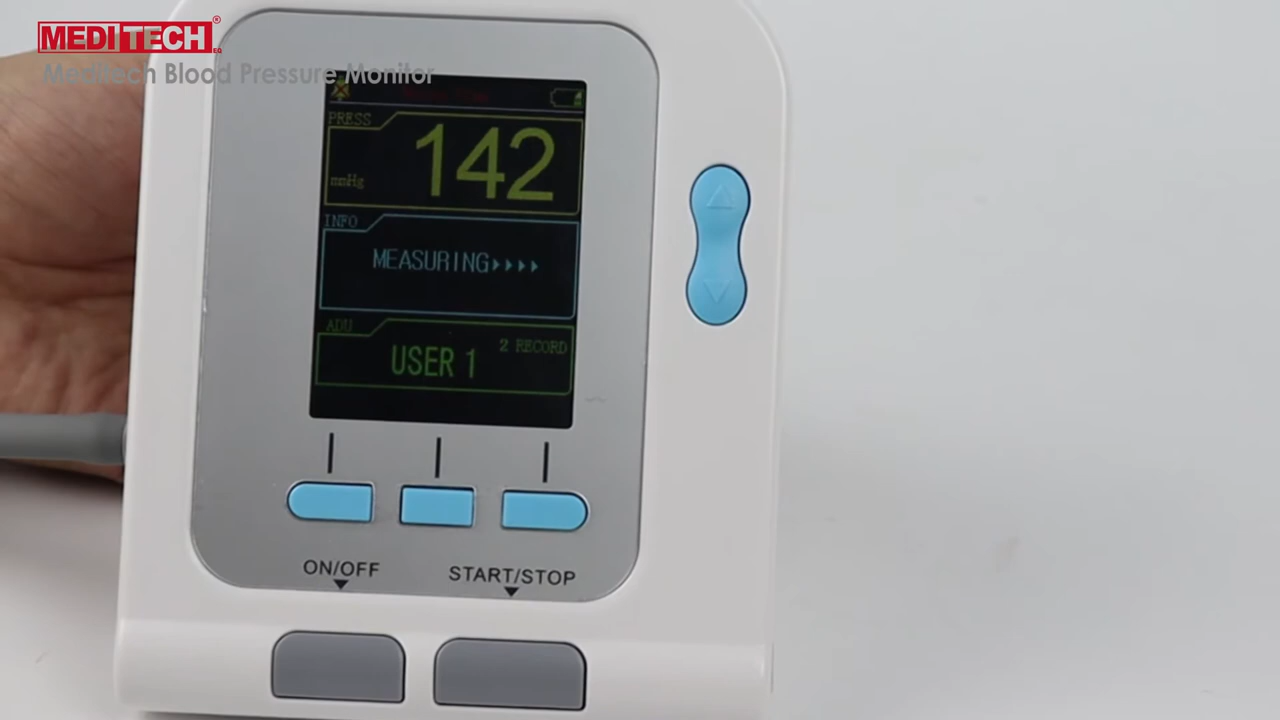 MEDITECH®
Meditech Blood Pressure Monitor
PRESS
142
mmHg
INFO
MEASURING
ADU
2 RECORD
USER 1
ON/OFF
START/STOP